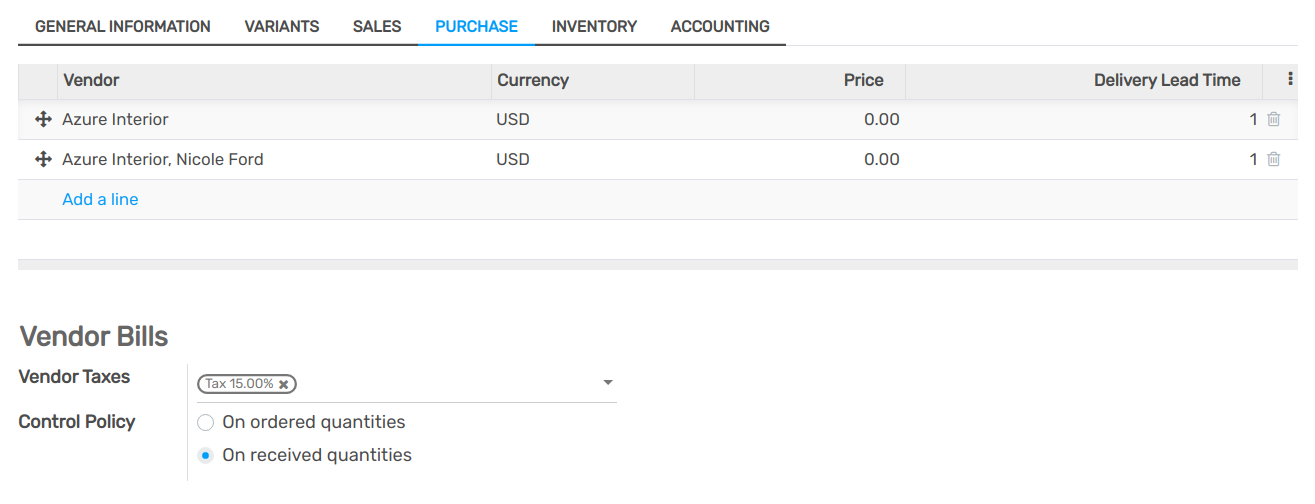 GENERAL INFORMATION VARIANTS SALES PURCHASE INVENTORY ACCOUNTING
Vendor Currency Price Delivery Lead Time
Azure Interior USD 0.00 1
Azure Interior, Nicole Ford USD 0.00 1
Add a line
Vendor Bills
Vendor Taxes Tax 15.00%
Control Policy On ordered quantities
On received quantities